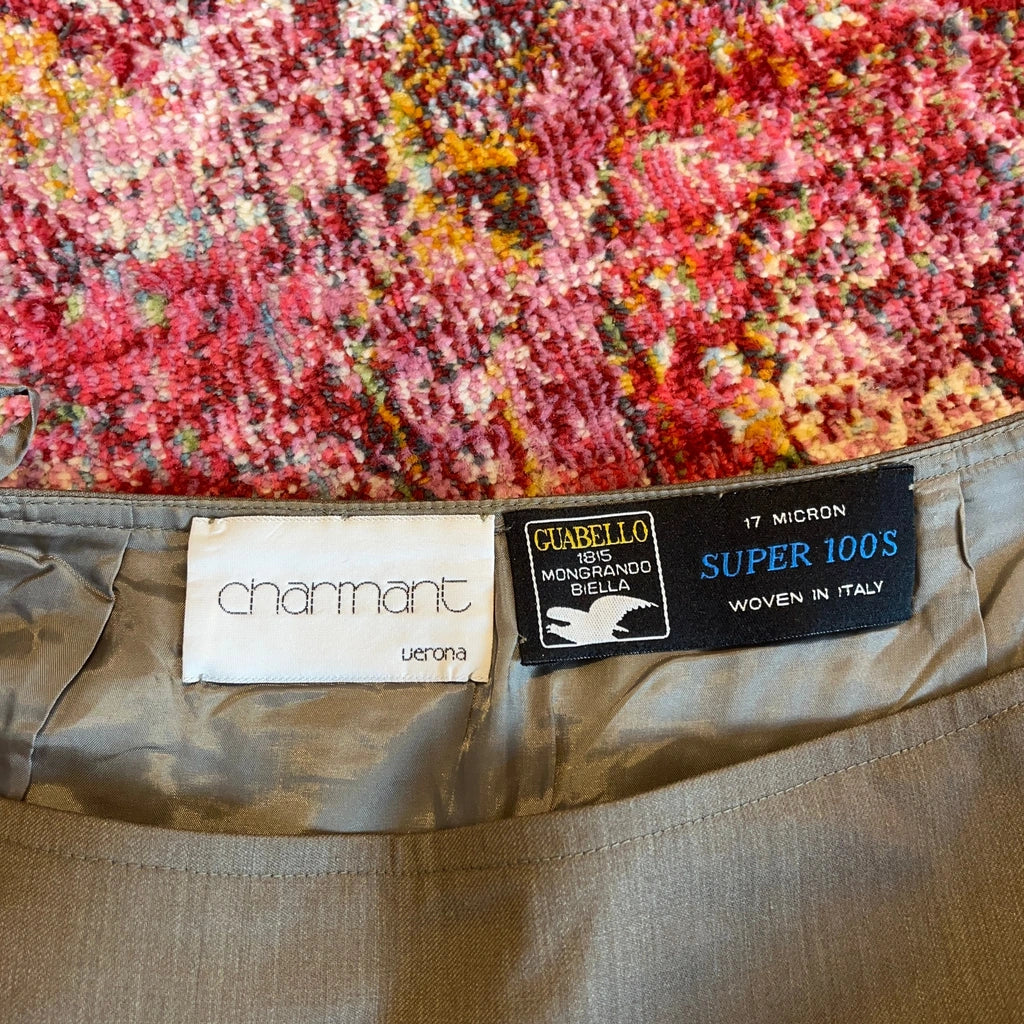 charmant
verona
GUABELLO
1815
MONGRANDO
BIELLA
17 MICRON
SUPER 100'S
WOVEN IN ITALY